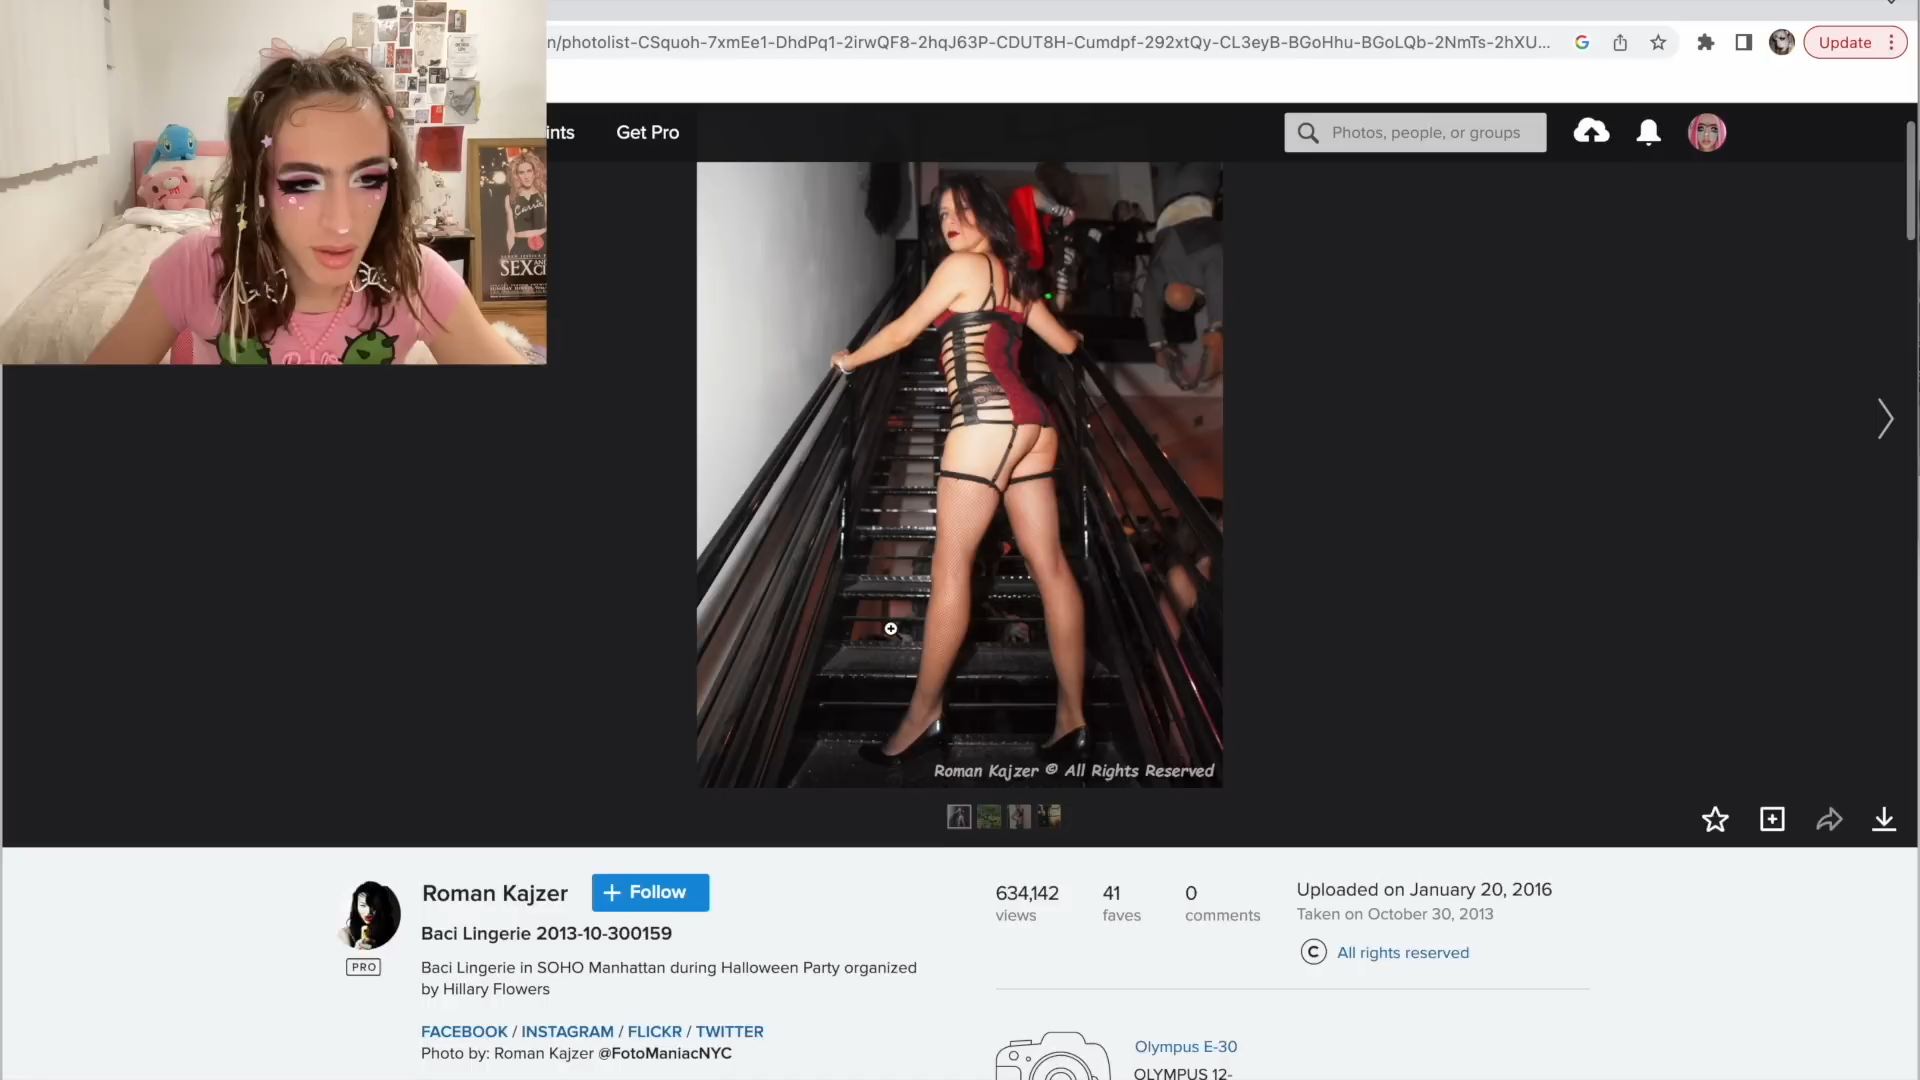 n/photolist-CSquoh-7xmEe1-DhdPq1-2irwQF8-2hqJ63P-CDUT8H-Cumdpf-292xtQy-CL3eyB-BGoHhu-BGoLQb-2NmTs-2hXU...
Update
ints
Get Pro
Photos, people, or groups
Carrie
SEX AND
Roman Kajzer © All Rights Reserved
Roman Kajzer
+ Follow
634,142
views
41
faves
0
comments
Uploaded on January 20, 2016
Taken on October 30, 2013
Baci Lingerie 2013-10-300159
PRO
All rights reserved
Baci Lingerie in SOHO Manhattan during Halloween Party organized
by Hillary Flowers
FACEBOOK / INSTAGRAM / FLICKR / TWITTER
Photo by: Roman Kajzer @FotoManiacNYC
Olympus E-30
OLYMPUS 12-